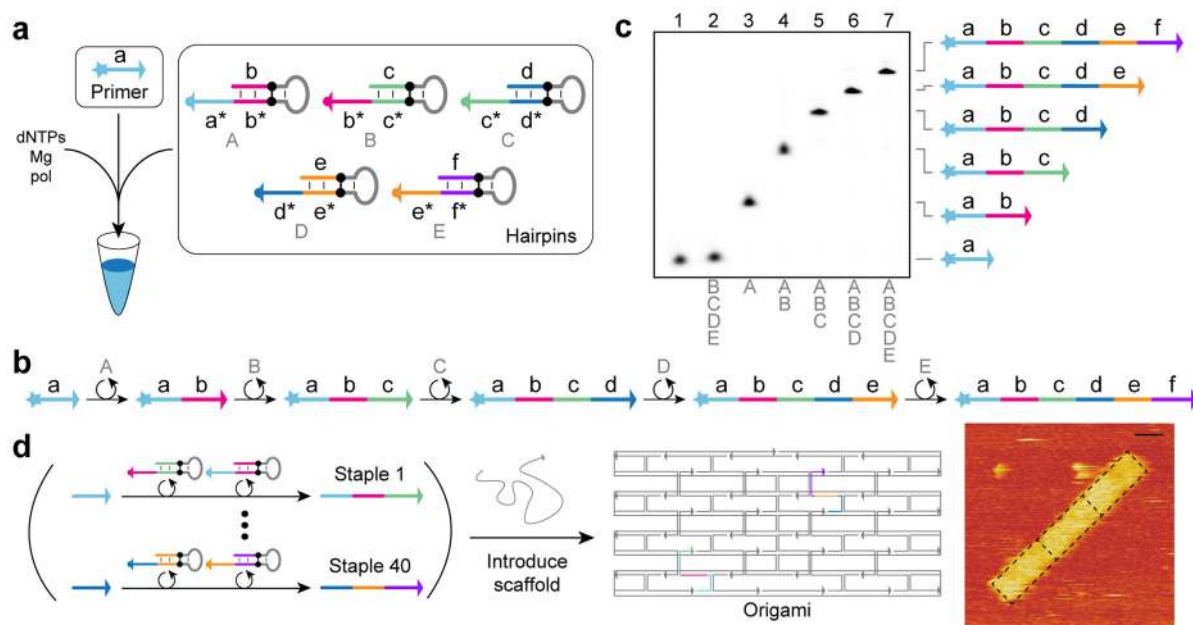 a
a
Primer
dNTPs
Mg
pol
b
a* b*
A
c
b* c*
B
d
c* d*
C
e
d* e*
D
f
e* f*
E
Hairpins
c
1 2 3 4 5 6 7
B
C
D
E
A
A
B
A
B
C
A
B
C
D
A
B
C
D
E
a b c d e f
a b c d e
a b c d
a b c
a b
a
b
a A a b B a b c C a b c d D a b c d e E a b c d e f
d
Staple 1
Staple 40
Introduce
scaffold
Origami